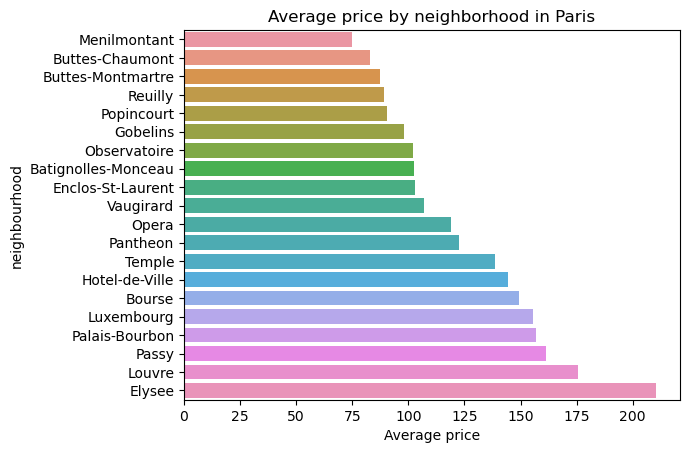 Average price by neighborhood in Paris
neighbourhood
Menilmontant
Buttes-Chaumont
Buttes-Montmartre
Reuilly
Popincourt
Gobelins
Observatoire
Batignolles-Monceau
Enclos-St-Laurent
Vaugirard
Opera
Pantheon
Temple
Hotel-de-Ville
Bourse
Luxembourg
Palais-Bourbon
Passy
Louvre
Elysee
0 25 50 75 100 125 150 175 200
Average price